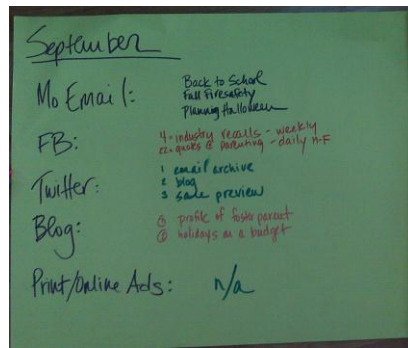 September
Mo Email: Back to School
Fall Firesafety
Planning Halloween
FB: 4 - industry recalls - weekly
22 - quotes @ parenting - daily M-F
Twitter: 1 email archive
2 blog
3 sale preview
Blog: profile of foster parent
holidays on a budget
Print/Online Ads: n/a